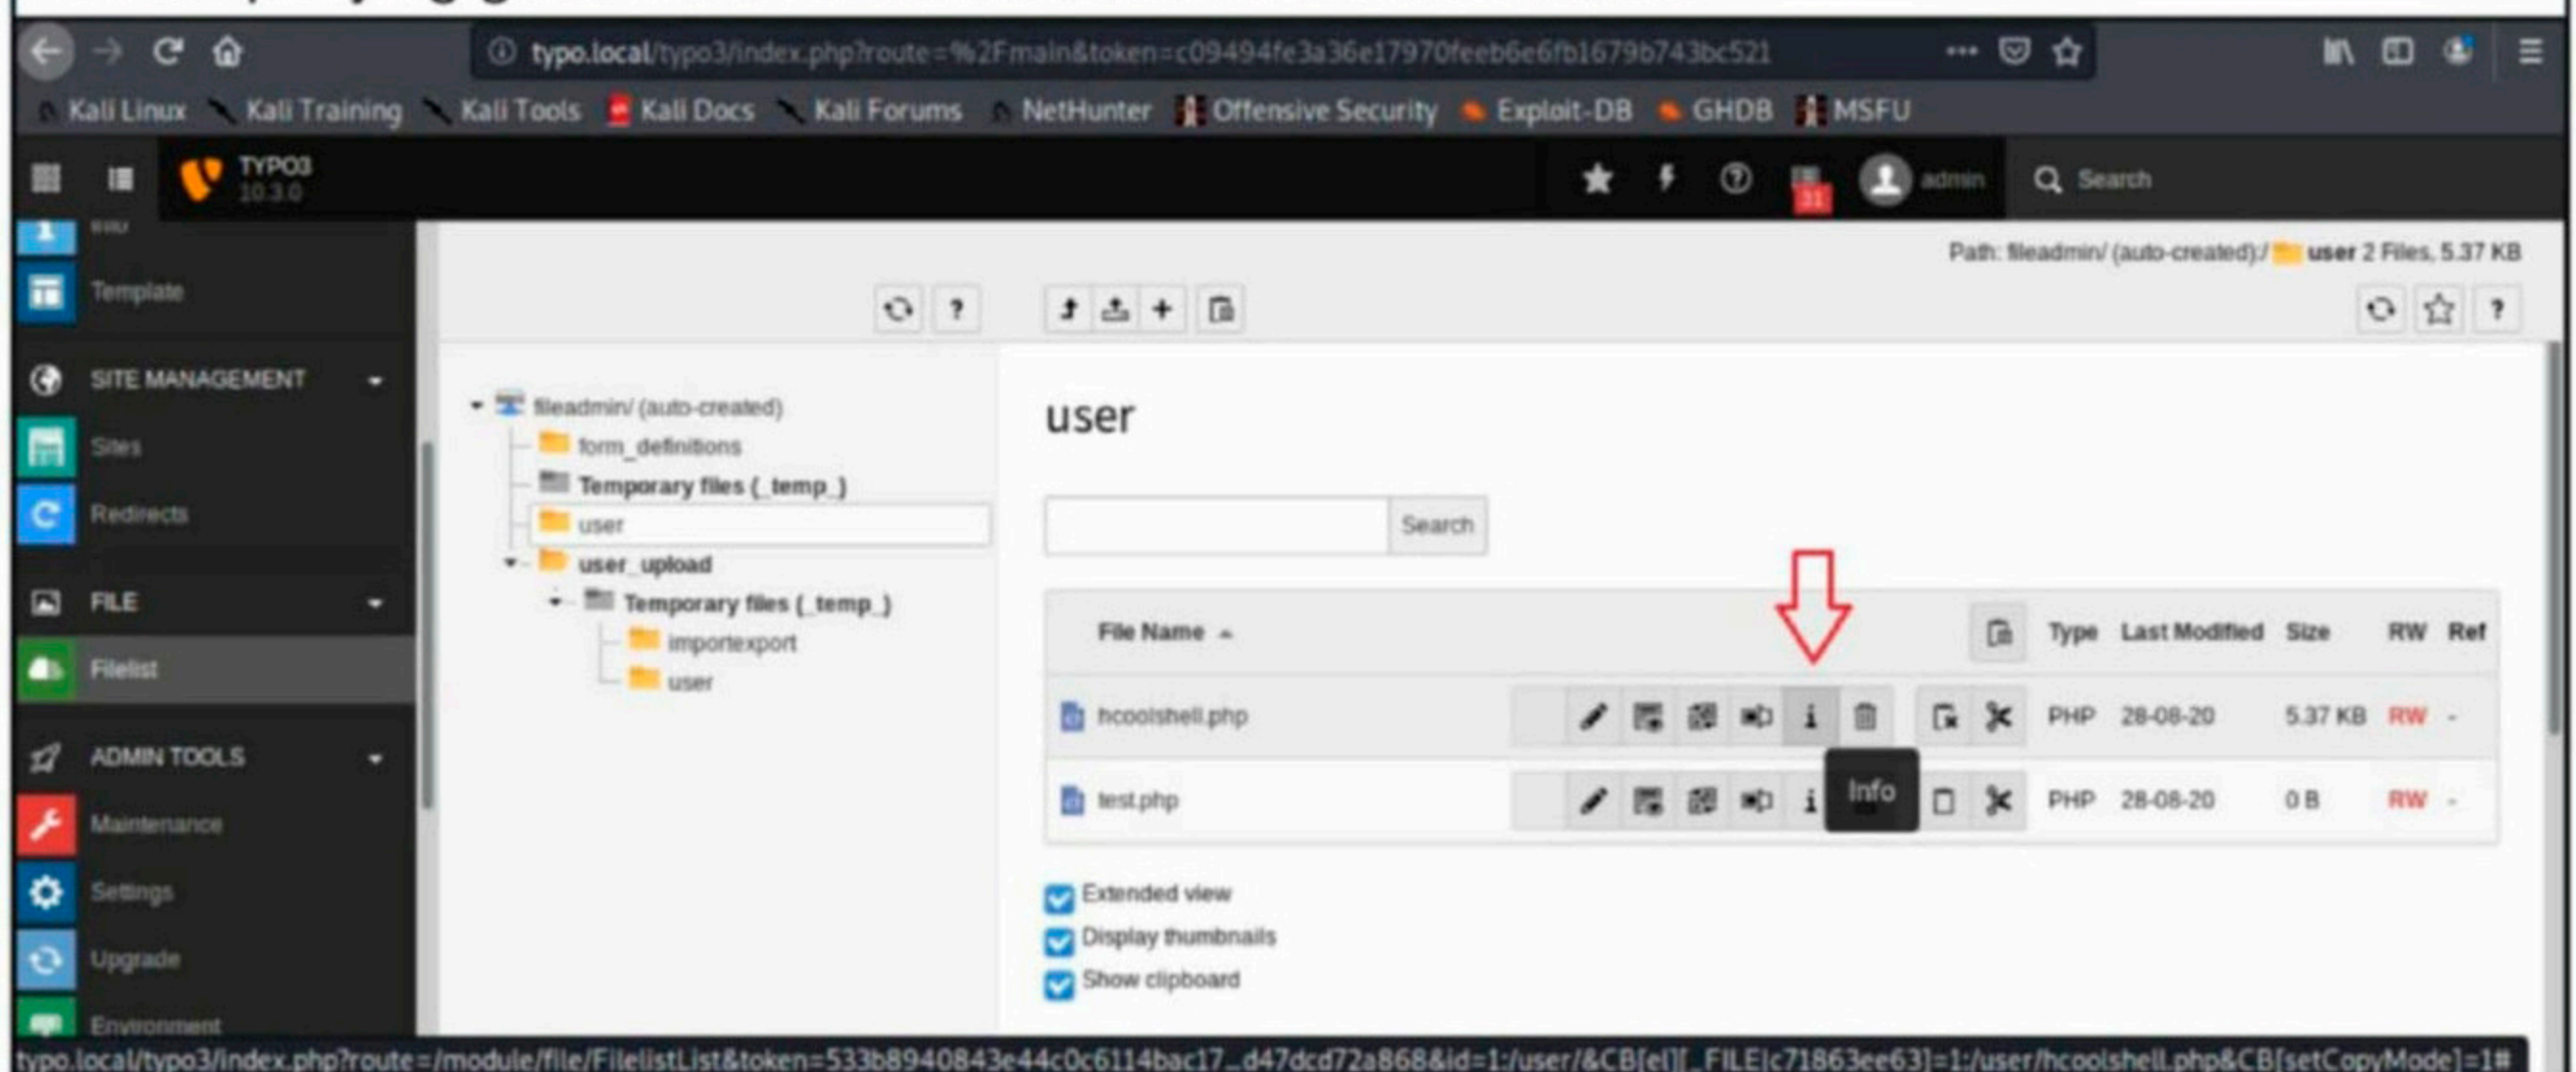 typo.local/typo3/index.php?route=%2Fmain&token=c09494fe3a36e17970feeb6e6fb1679b743bc521
Kali Linux Kali Training Kali Tools Kali Docs Kali Forums NetHunter Offensive Security Exploit-DB GHDB MSFU
TYPO3
10.3.0
31
admin
Search
Info
Template
SITE MANAGEMENT
Sites
Redirects
FILE
Filelist
ADMIN TOOLS
Maintenance
Settings
Upgrade
Environment
Path: fileadmin/ (auto-created):/ user 2 Files, 5.37 KB
fileadmin/ (auto-created)
form_definitions
Temporary files (_temp_)
user
user_upload
Temporary files (_temp_)
importexport
user
user
Search
File Name Type Last Modified Size RW Ref
hcoolshell.php PHP 28-08-20 5.37 KB RW -
Info
test.php PHP 28-08-20 0 B RW -
Extended view
Display thumbnails
Show clipboard
typo.local/typo3/index.php?route=/module/file/FilelistList&token=533b8940843e44c0c6114bac17…d47dcd72a868&id=1:/user/&CB[el][_FILE|c71863ee63]=1:/user/hcoolshell.php&CB[setCopyMode]=1#